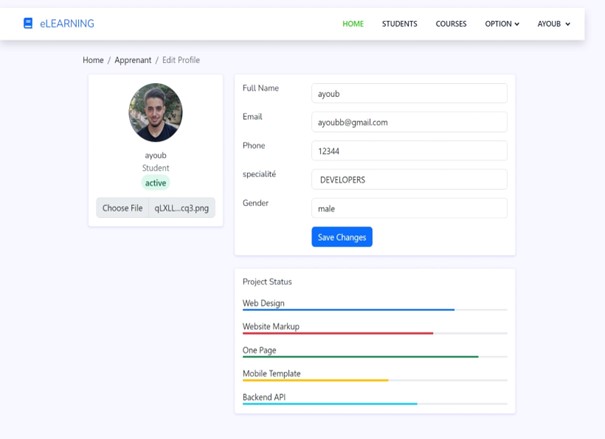 eLEARNING
HOME STUDENTS COURSES OPTION AYOUB
Home / Apprenant / Edit Profile
ayoub
Student
active
Choose File qLXLL...cq3.png
Full Name ayoub
Email ayoubb@gmail.com
Phone 12344
specialité DEVELOPERS
Gender male
Save Changes
Project Status
Web Design
Website Markup
One Page
Mobile Template
Backend API